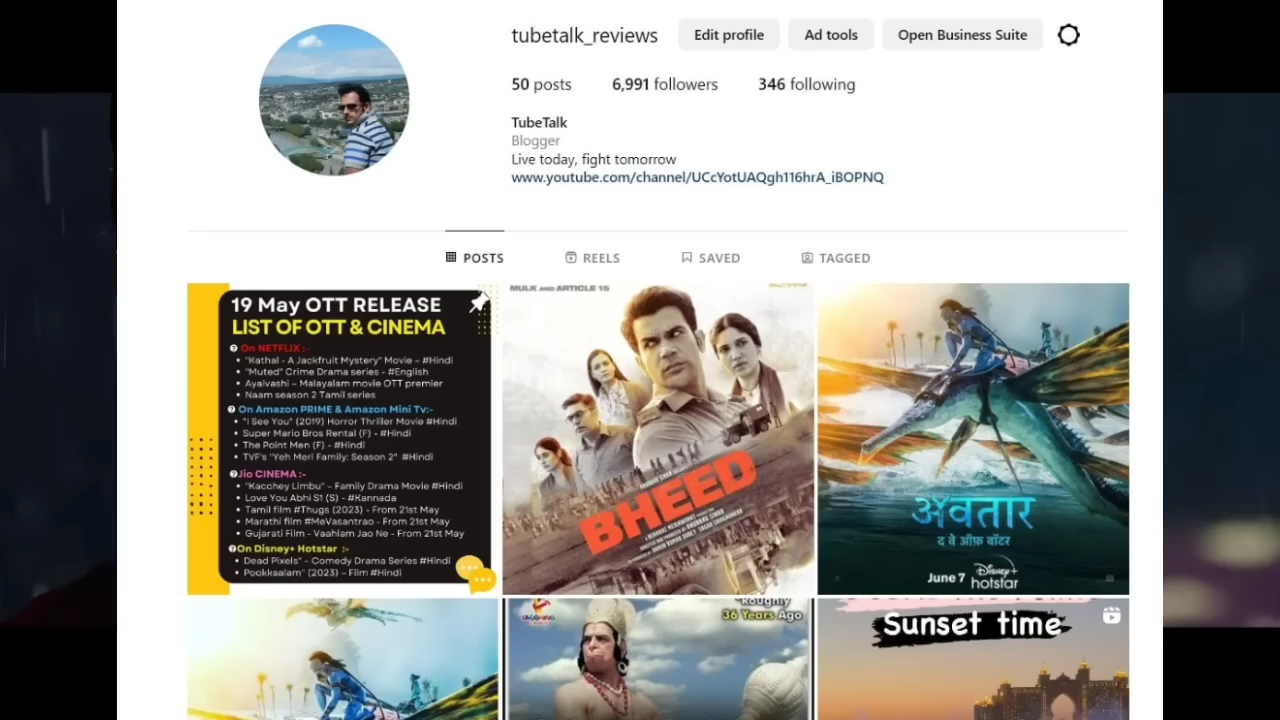 tubetalk_reviews
Edit profile
Ad tools
Open Business Suite
50 posts
6,991 followers
346 following
TubeTalk
Blogger
Live today, fight tomorrow
www.youtube.com/channel/UCcYotUAQgh116hrA_iBOPNQ
POSTS
REELS
SAVED
TAGGED
19 May OTT RELEASE
LIST OF OTT & CINEMA
On NETFLIX :-
• "Kathal - A Jackfruit Mystery" Movie - #Hindi
• "Muted" Crime Drama series - #English
• Ayalvashi - Malayalam movie OTT premier
• Naam season 2 Tamil series
On Amazon PRIME & Amazon Mini Tv:-
• "I See You" (2019) Horror Thriller Movie #Hindi
• Super Mario Bros Rental (F) - #Hindi
• The Point Men (F) - #Hindi
• TVF's "Yeh Meri Family: Season 2" #Hindi
Jio CINEMA :-
• "Kacchey Limbu" - Family Drama Movie #Hindi
• Love You Abhi S1 (S) - #Kannada
• Tamil film #Thugs (2023) - From 21st May
• Marathi film #MeVasantrao - From 21st May
• Gujarati Film - Vaahlam Jao Ne - From 21st May
On Disney+ Hotstar :-
• Dead Pixels" - Comedy Drama Series #Hindi
• Pookkaalam" (2023) - Film #Hindi
MULK AND ARTICLE 15
BHEED
अवतार
द वे ऑफ़ वॉटर
June 7
Disney+
hotstar
Roughly
36 Years Ago
Sunset time